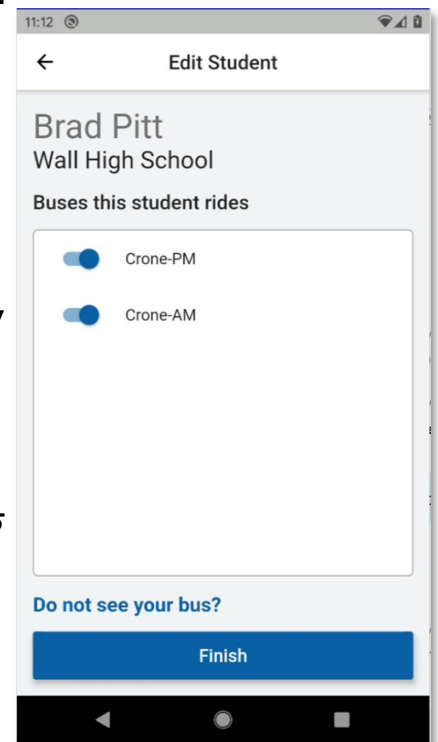 11:12
Edit Student
Brad Pitt
Wall High School
Buses this student rides
Crone-PM
Crone-AM
Do not see your bus?
Finish